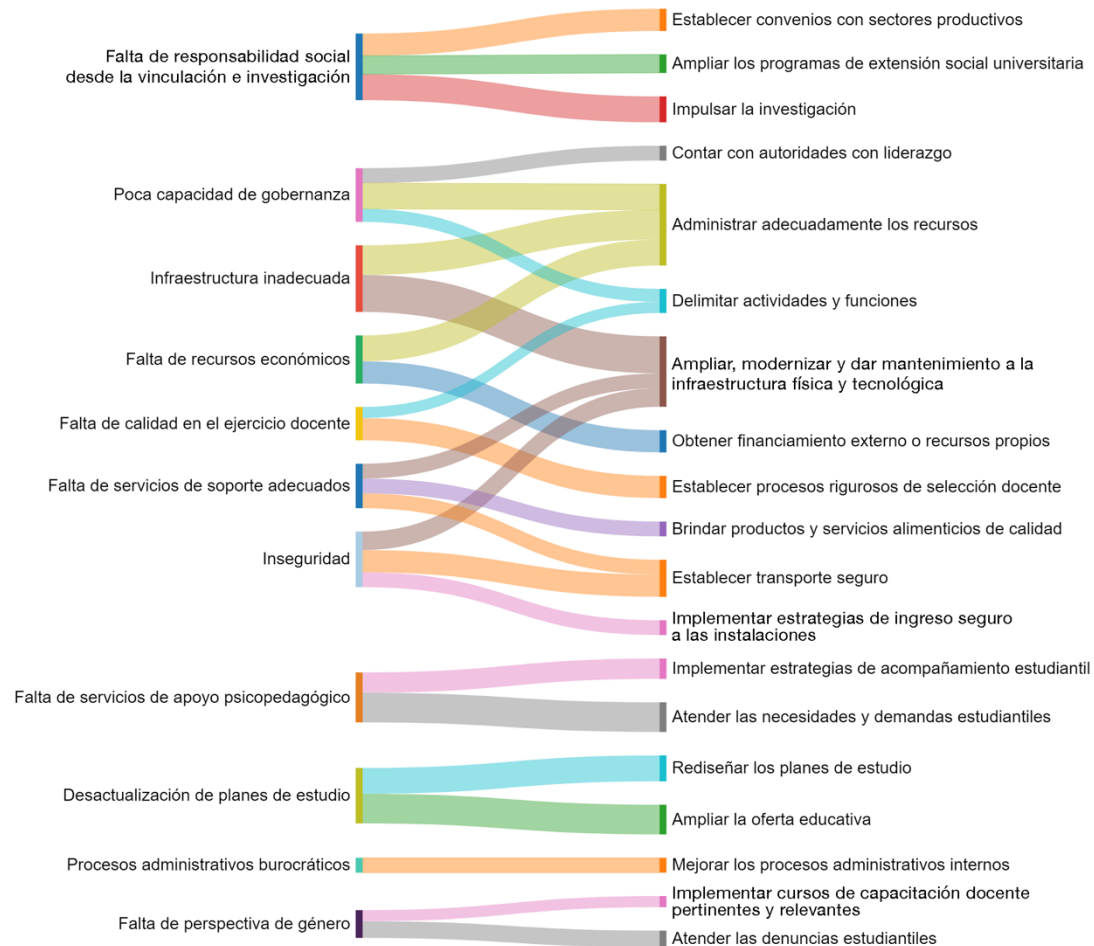 Falta de responsabilidad social
desde la vinculación e investigación
Poca capacidad de gobernanza
Infraestructura inadecuada
Falta de recursos económicos
Falta de calidad en el ejercicio docente
Falta de servicios de soporte adecuados
Inseguridad
Falta de servicios de apoyo psicopedagógico
Desactualización de planes de estudio
Procesos administrativos burocráticos
Falta de perspectiva de género
Establecer convenios con sectores productivos
Ampliar los programas de extensión social universitaria
Impulsar la investigación
Contar con autoridades con liderazgo
Administrar adecuadamente los recursos
Delimitar actividades y funciones
Ampliar, modernizar y dar mantenimiento a la
infraestructura física y tecnológica
Obtener financiamiento externo o recursos propios
Establecer procesos rigurosos de selección docente
Brindar productos y servicios alimenticios de calidad
Establecer transporte seguro
Implementar estrategias de ingreso seguro
a las instalaciones
Implementar estrategias de acompañamiento estudiantil
Atender las necesidades y demandas estudiantiles
Rediseñar los planes de estudio
Ampliar la oferta educativa
Mejorar los procesos administrativos internos
Implementar cursos de capacitación docente
pertinentes y relevantes
Atender las denuncias estudiantiles